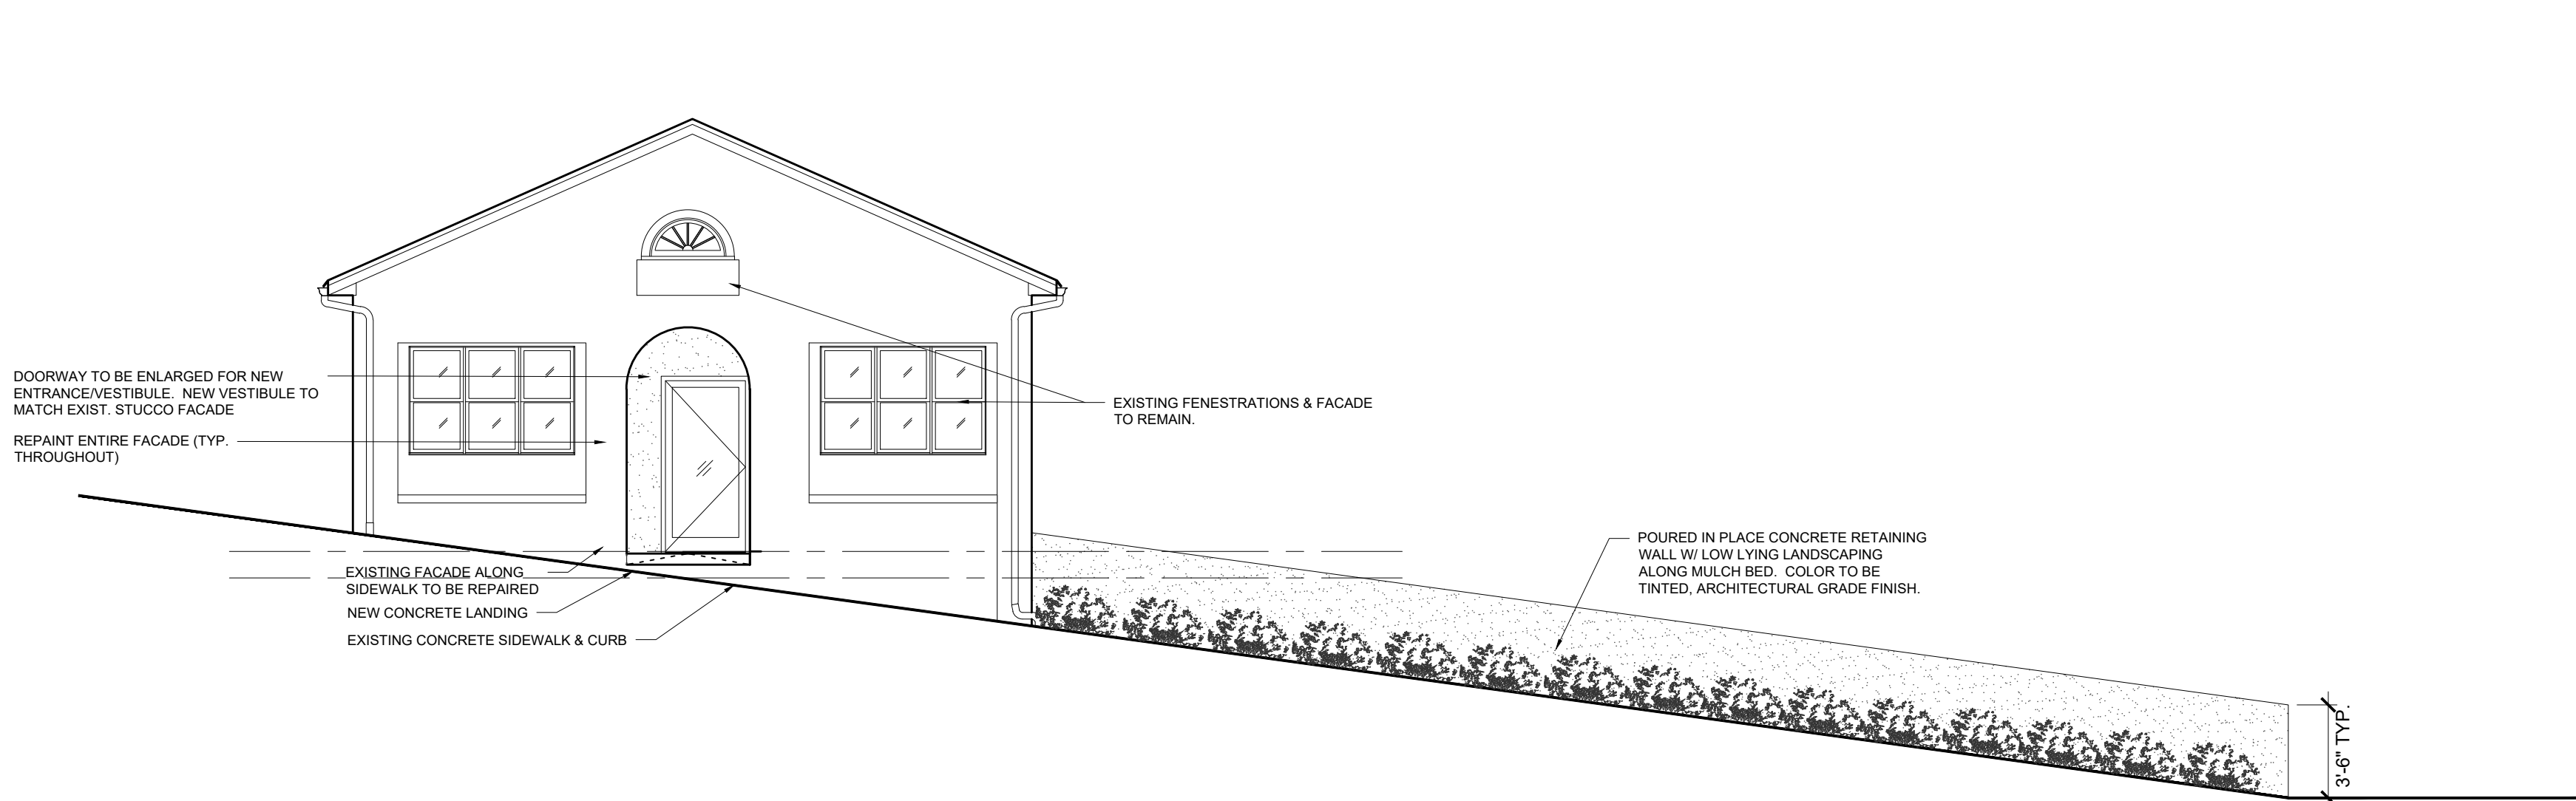 DOORWAY TO BE ENLARGED FOR NEW
ENTRANCE/VESTIBULE. NEW VESTIBULE TO
MATCH EXIST. STUCCO FACADE
REPAINT ENTIRE FACADE (TYP.
THROUGHOUT)
EXISTING FENESTRATIONS & FACADE
TO REMAIN.
EXISTING FACADE ALONG
SIDEWALK TO BE REPAIRED
NEW CONCRETE LANDING
EXISTING CONCRETE SIDEWALK & CURB
POURED IN PLACE CONCRETE RETAINING
WALL W/ LOW LYING LANDSCAPING
ALONG MULCH BED. COLOR TO BE
TINTED, ARCHITECTURAL GRADE FINISH.
3'-6" TYP.